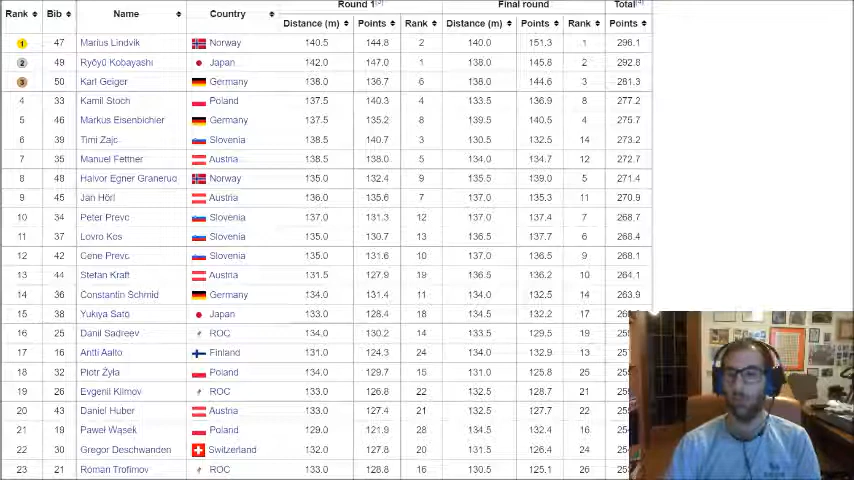 Rank Bib Name Country Round 1[3] Final round Total[4]
Distance (m) Points Rank Distance (m) Points Rank Points
1 47 Marius Lindvik Norway 140.5 144.8 2 140.0 151.3 1 296.1
2 49 Ryōyū Kobayashi Japan 142.0 147.0 1 138.0 145.8 2 292.8
3 50 Karl Geiger Germany 138.0 136.7 6 138.0 144.6 3 281.3
4 33 Kamil Stoch Poland 137.5 140.3 4 133.5 136.9 8 277.2
5 46 Markus Eisenbichler Germany 137.5 135.2 8 139.5 140.5 4 275.7
6 39 Timi Zajc Slovenia 138.5 140.7 3 130.5 132.5 14 273.2
7 35 Manuel Fettner Austria 138.5 138.0 5 134.0 134.7 12 272.7
8 48 Halvor Egner Granerud Norway 135.0 132.4 9 135.5 139.0 5 271.4
9 45 Jan Hörl Austria 136.0 135.6 7 137.0 135.3 11 270.9
10 34 Peter Prevc Slovenia 137.0 131.3 12 137.0 137.4 7 268.7
11 37 Lovro Kos Slovenia 135.0 130.7 13 136.5 137.7 6 268.4
12 42 Cene Prevc Slovenia 135.0 131.6 10 137.0 136.5 9 268.1
13 44 Stefan Kraft Austria 131.5 127.9 19 136.5 136.2 10 264.1
14 36 Constantin Schmid Germany 134.0 131.4 11 134.0 132.5 14 263.9
15 38 Yukiya Sato Japan 133.0 128.4 18 134.5 132.2 17
16 25 Danil Sadreev ROC 134.0 130.2 14 133.5 129.5 19
17 16 Antti Aalto Finland 131.0 124.3 24 134.0 132.9 13
18 32 Piotr Żyła Poland 134.0 129.7 15 131.0 125.8 25
19 26 Evgenii Klimov ROC 133.0 126.8 22 132.5 128.7 21
20 43 Daniel Huber Austria 133.0 127.4 21 132.5 127.7 22
21 19 Paweł Wąsek Poland 129.0 121.9 28 134.5 132.4 16
22 30 Gregor Deschwanden Switzerland 132.0 127.8 20 131.5 126.4 24
23 21 Roman Trofimov ROC 133.0 128.8 16 130.5 125.1 26